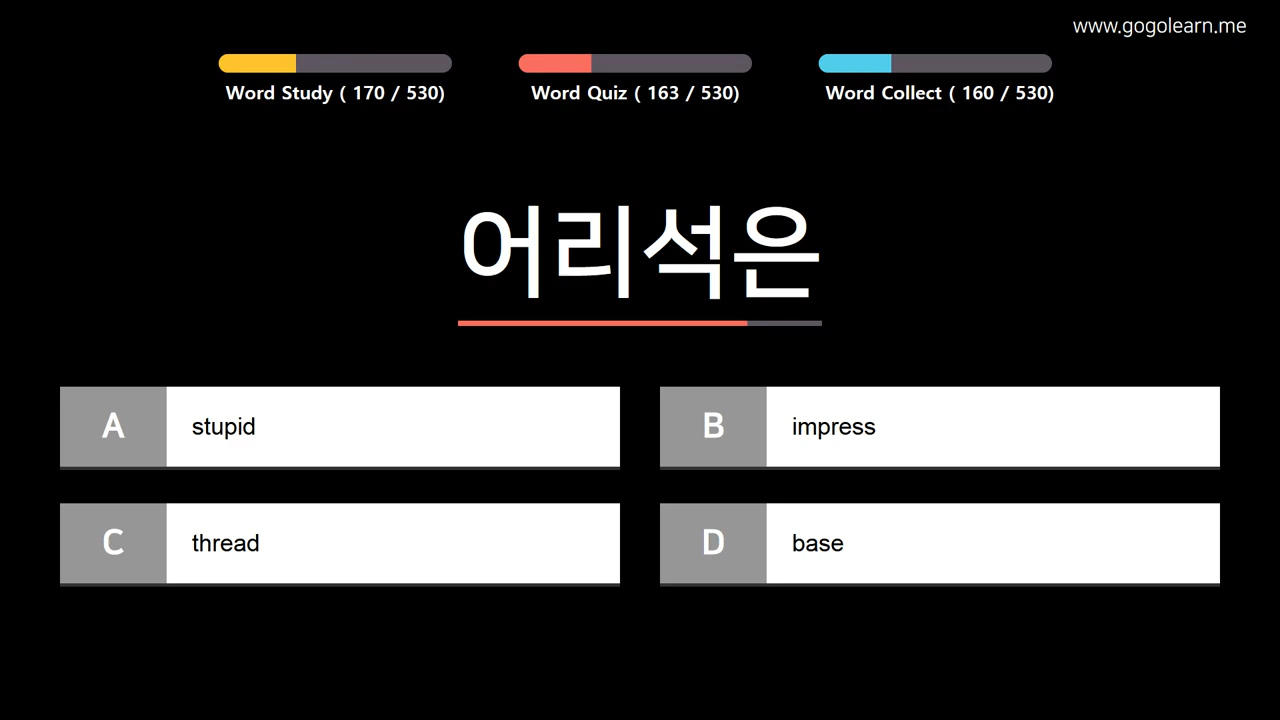 www.gogolearn.me
Word Study ( 170 / 530)
Word Quiz ( 163 / 530)
Word Collect ( 160 / 530)
어리석은
A stupid
B impress
C thread
D base